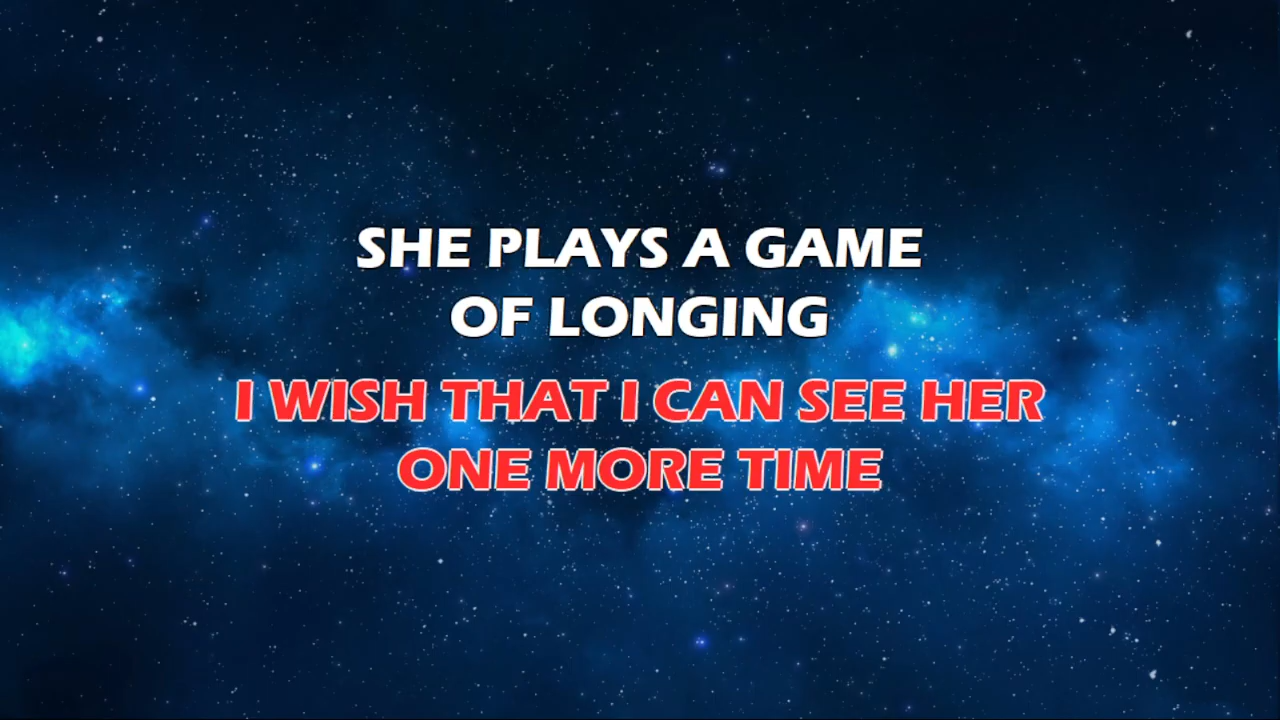 SHE PLAYS A GAME
OF LONGING
I WISH THAT I CAN SEE HER
ONE MORE TIME